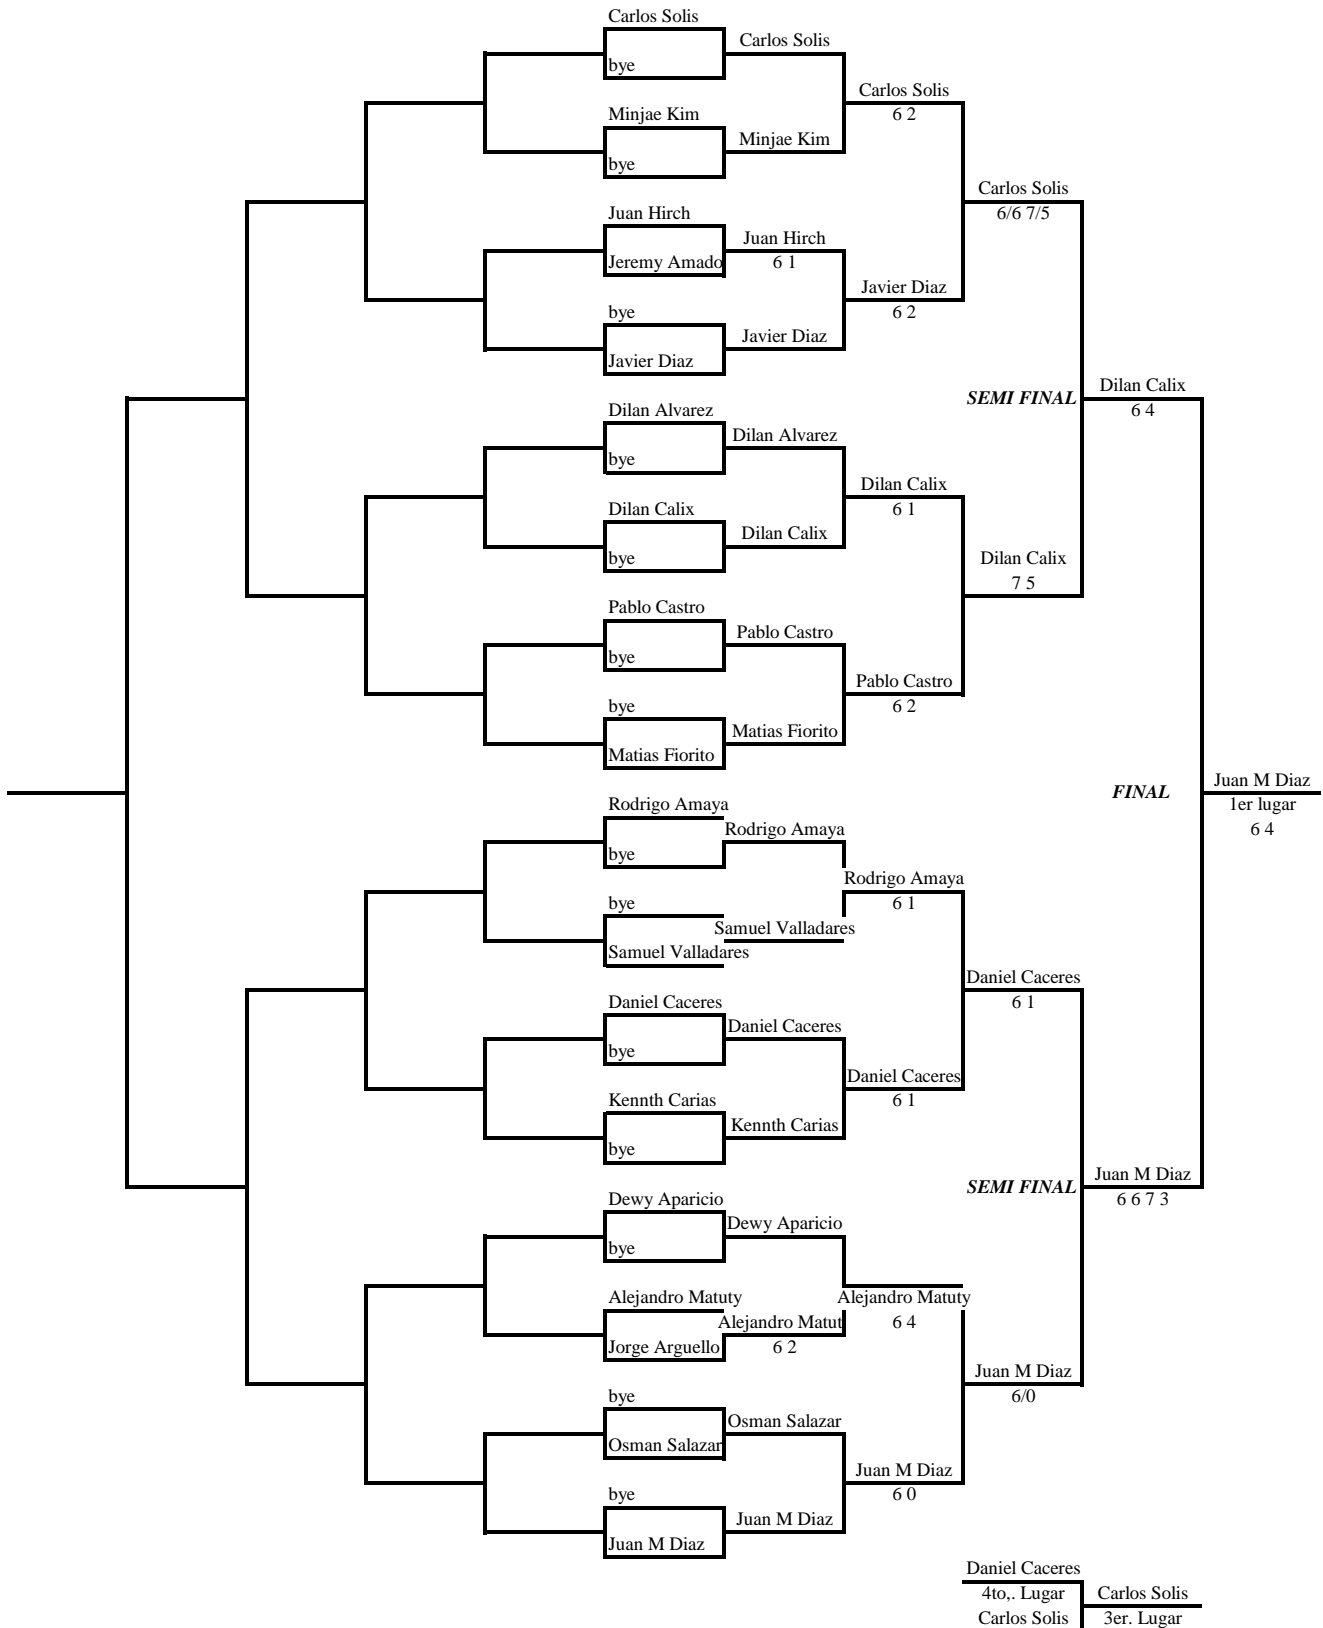 Carlos Solis
bye
Carlos Solis
Minjae Kim
bye
Minjae Kim
Carlos Solis
6 2
Juan Hirch
Jeremy Amado
Juan Hirch
6 1
bye
Javier Diaz
Javier Diaz
Javier Diaz
6 2
Carlos Solis
6/6 7/5
Dilan Alvarez
bye
Dilan Alvarez
Dilan Calix
bye
Dilan Calix
Dilan Calix
6 1
Pablo Castro
bye
Pablo Castro
bye
Matias Fiorito
Matias Fiorito
Pablo Castro
6 2
Dilan Calix
7 5
SEMI FINAL
Dilan Calix
6 4
Rodrigo Amaya
bye
Rodrigo Amaya
bye
Samuel Valladares
Samuel Valladares
Rodrigo Amaya
6 1
Daniel Caceres
bye
Daniel Caceres
Kennth Carias
bye
Kennth Carias
Daniel Caceres
6 1
Daniel Caceres
6 1
Dewy Aparicio
bye
Dewy Aparicio
Alejandro Matuty
Jorge Arguello
Alejandro Matut
6 2
Alejandro Matuty
6 4
bye
Osman Salazar
Osman Salazar
bye
Juan M Diaz
Juan M Diaz
Juan M Diaz
6 0
Juan M Diaz
6/0
SEMI FINAL
Juan M Diaz
6 6 7 3
FINAL
Juan M Diaz
1er lugar
6 4
Daniel Caceres
4to,. Lugar
Carlos Solis
Carlos Solis
3er. Lugar